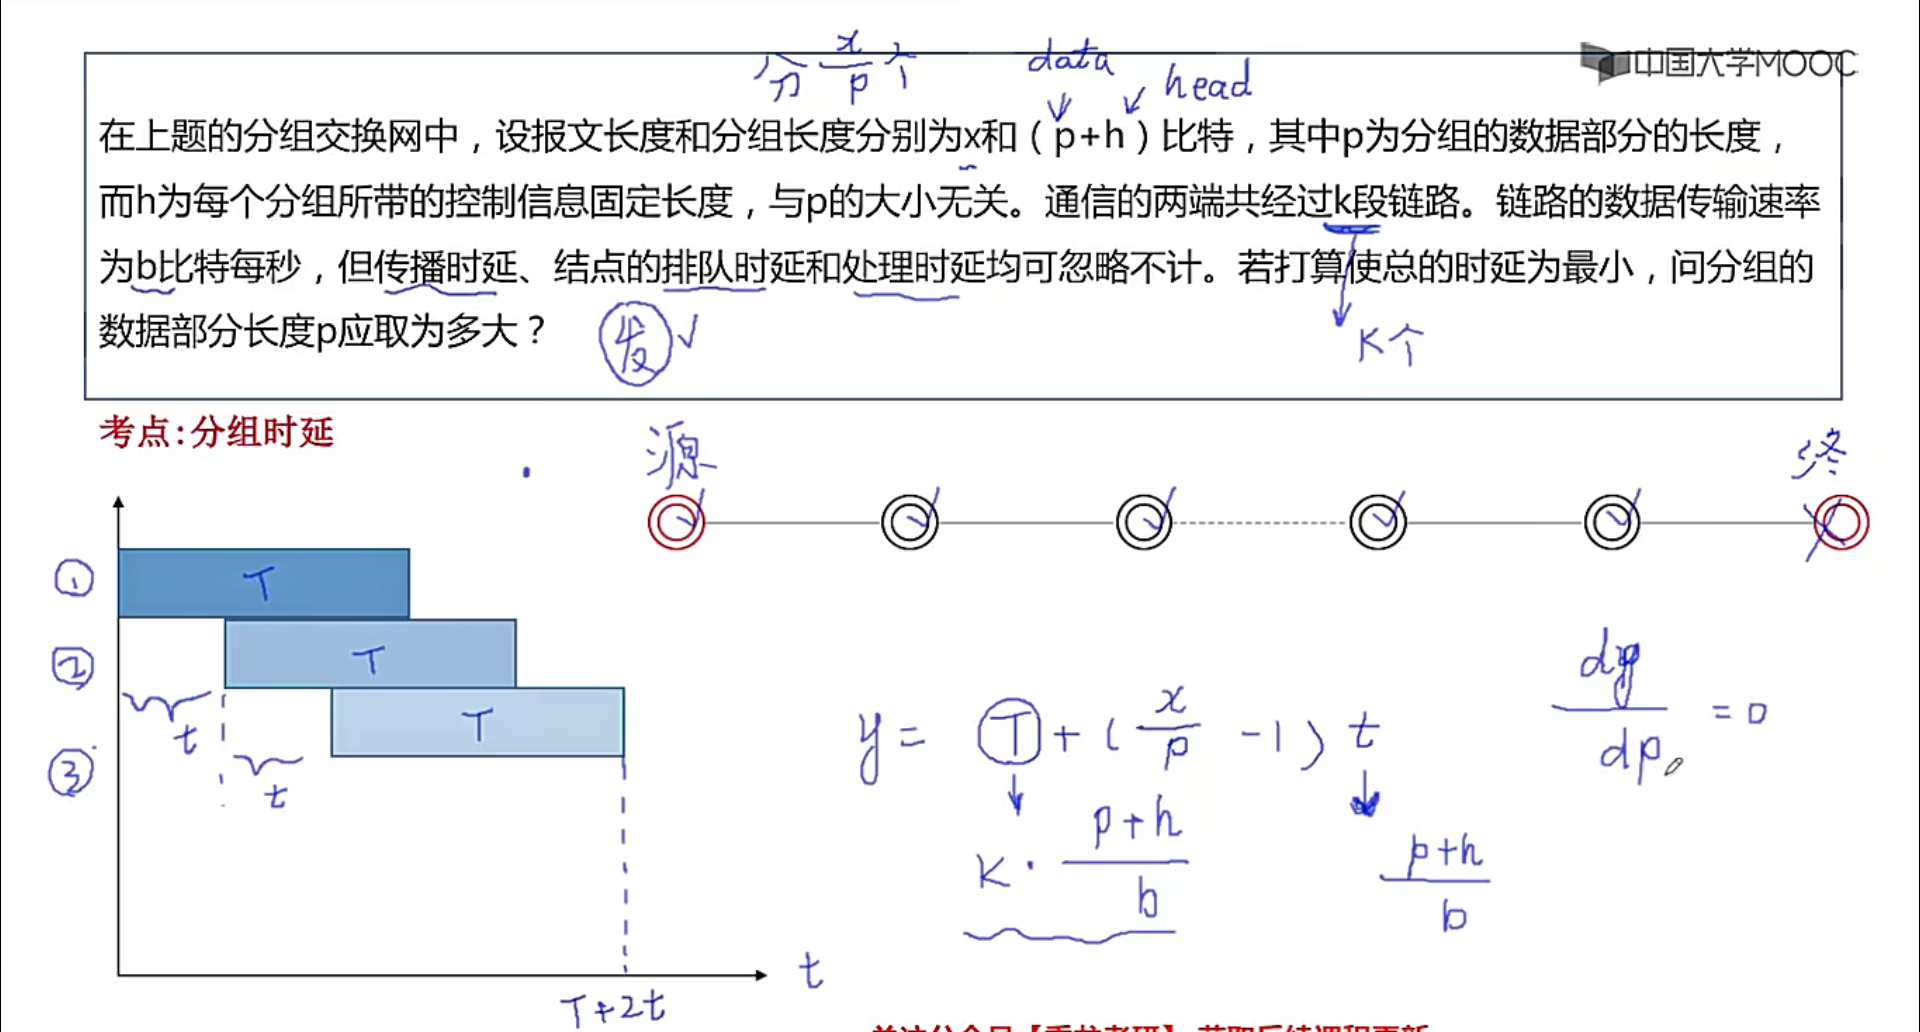 分 x/p 个
data
head
中国大学MOOC
在上题的分组交换网中，设报文长度和分组长度分别为x和（p+h）比特，其中p为分组的数据部分的长度，
而h为每个分组所带的控制信息固定长度，与p的大小无关。通信的两端共经过k段链路。链路的数据传输速率
为b比特每秒，但传播时延、结点的排队时延和处理时延均可忽略不计。若打算使总的时延为最小，问分组的
数据部分长度p应取为多大？
发 ✓
K个
考点:分组时延
源
终
① T
② T
t
T
③
t
y = T + ( x/p - 1 ) t
dy/dp = 0
K · p+h/b
p+h/b
t
T+2t